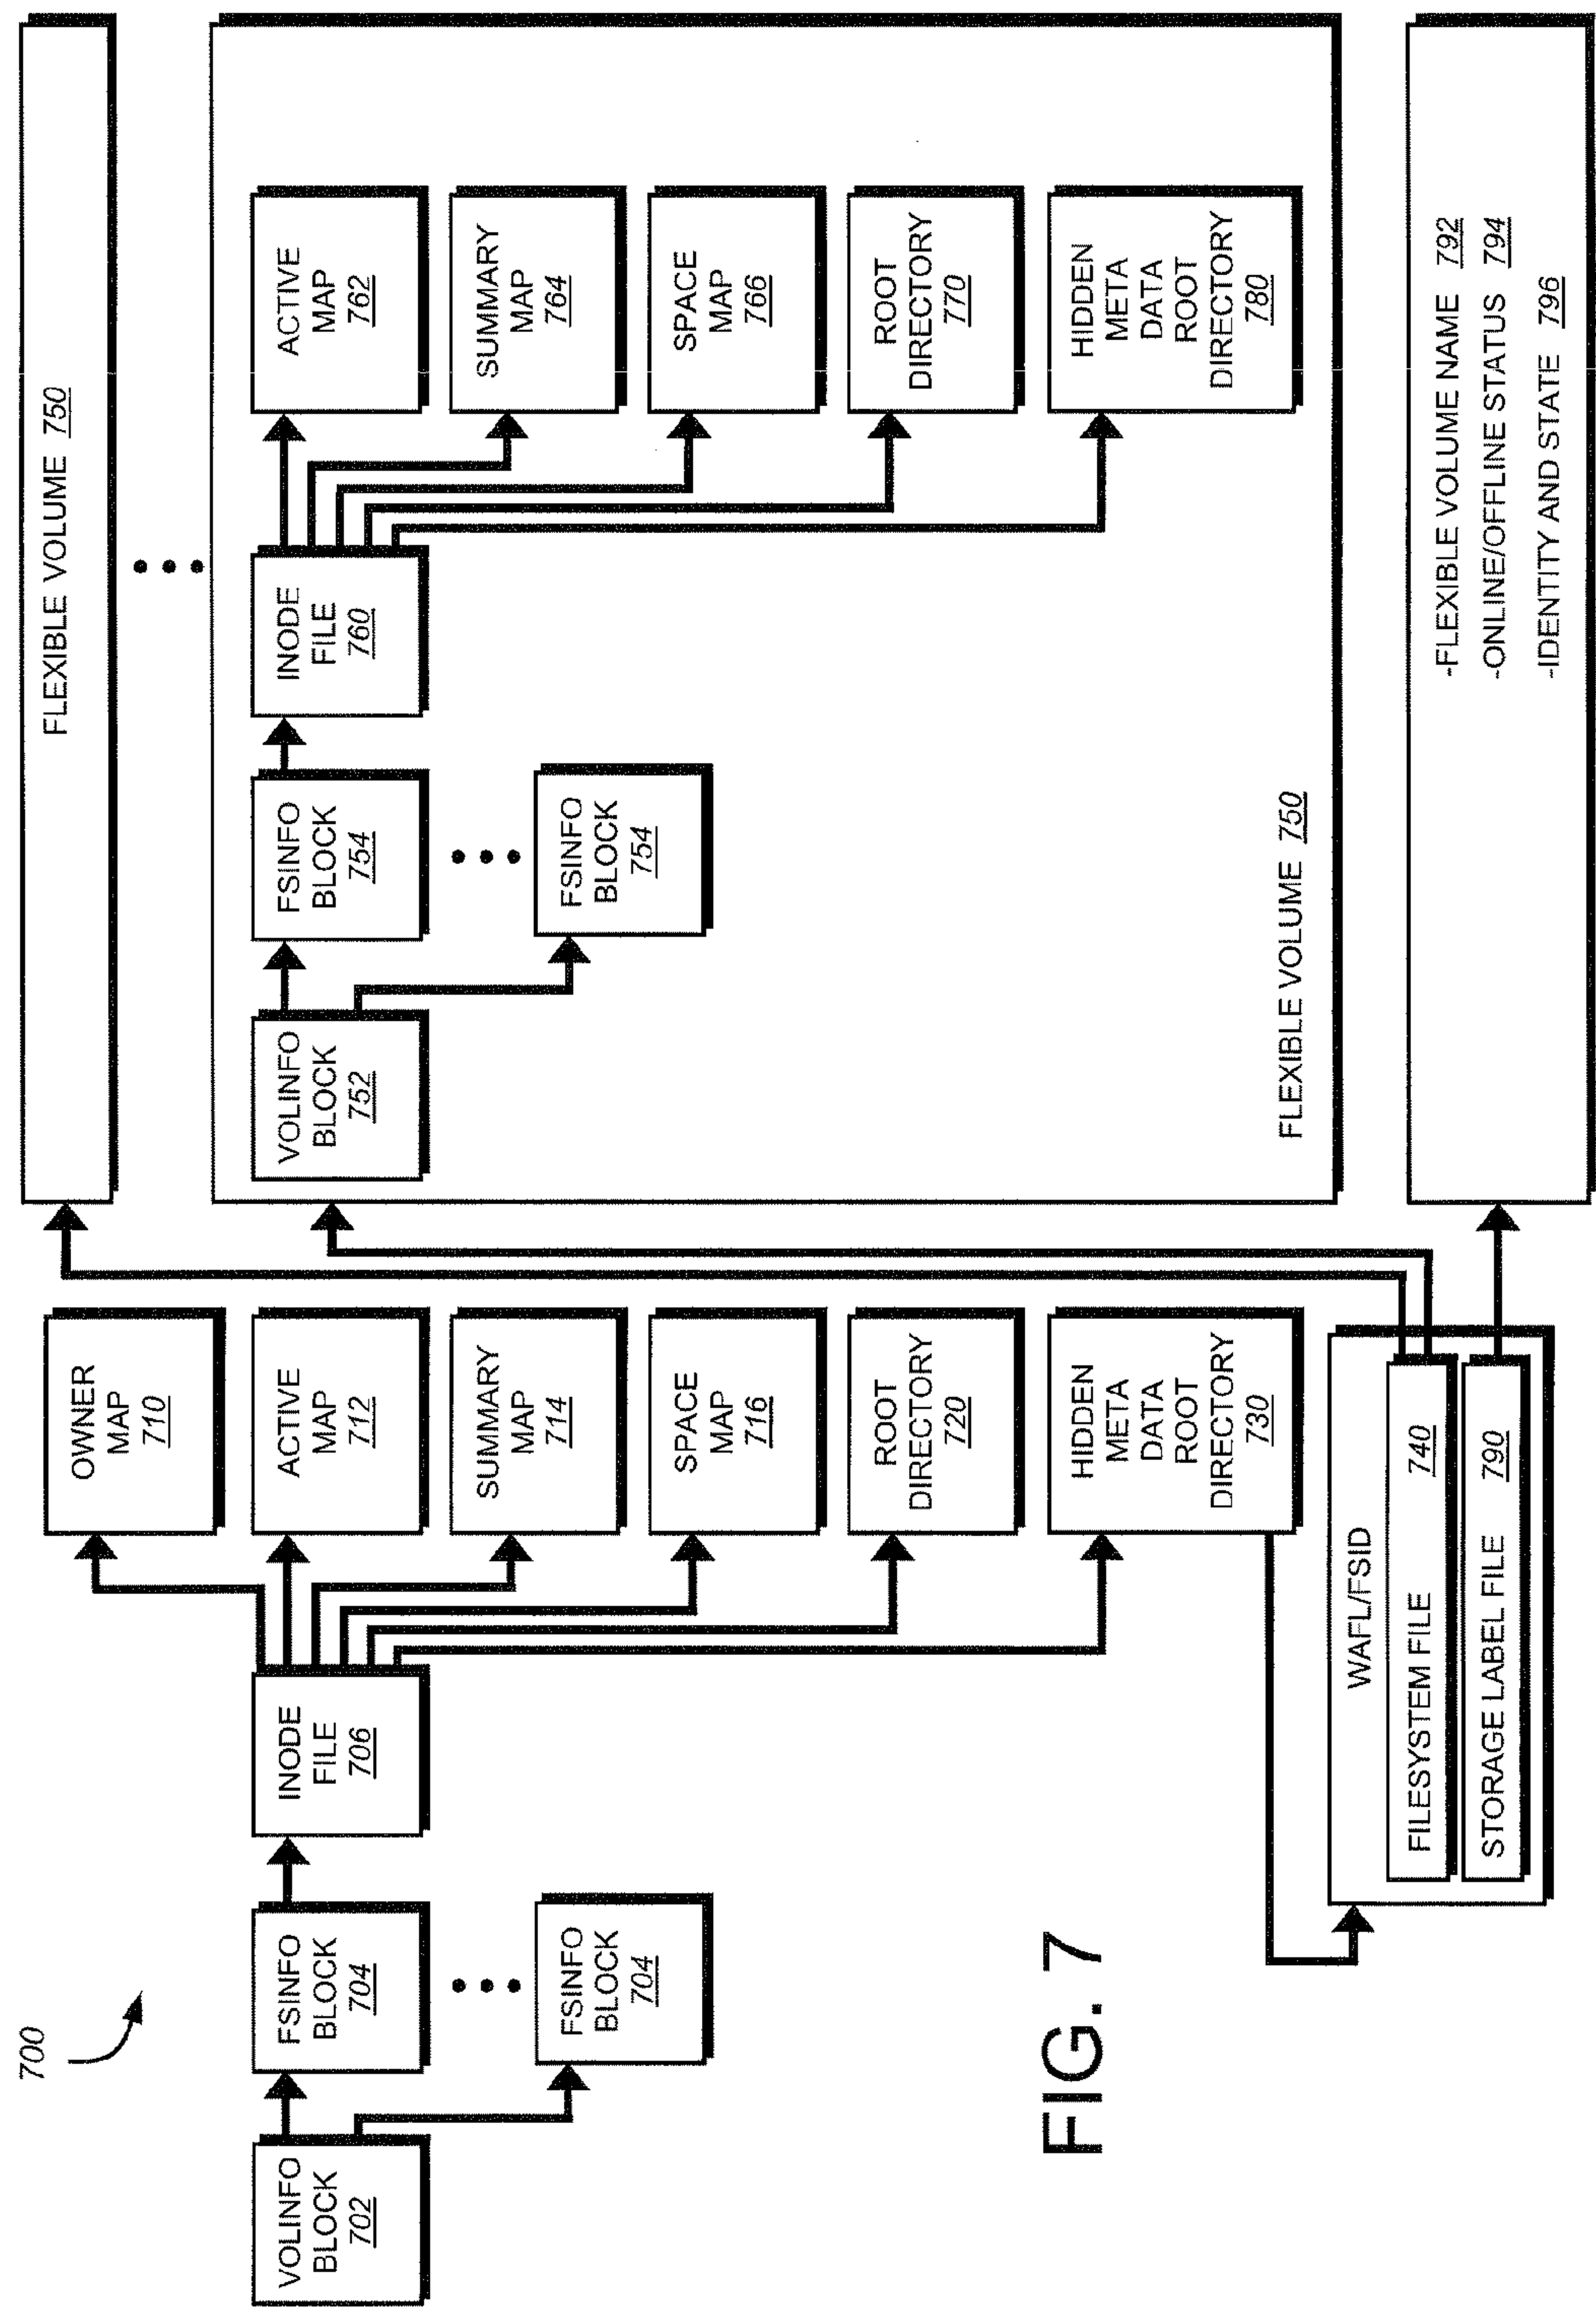 700
VOLINFO
BLOCK
702
FSINFO
BLOCK
704
FSINFO
BLOCK
704
INODE
FILE
706
OWNER
MAP
710
ACTIVE
MAP
712
SUMMARY
MAP
714
SPACE
MAP
716
ROOT
DIRECTORY
720
HIDDEN
META
DATA
ROOT
DIRECTORY
730
WAFL/FSID
FILESYSTEM FILE 740
STORAGE LABEL FILE 790
FLEXIBLE VOLUME 750
VOLINFO
BLOCK
752
FSINFO
BLOCK
754
FSINFO
BLOCK
754
INODE
FILE
760
ACTIVE
MAP
762
SUMMARY
MAP
764
SPACE
MAP
766
ROOT
DIRECTORY
770
HIDDEN
META
DATA
ROOT
DIRECTORY
780
FLEXIBLE VOLUME 750
-FLEXIBLE VOLUME NAME 792
-ONLINE/OFFLINE STATUS 794
-IDENTITY AND STATE 796
FIG. 7